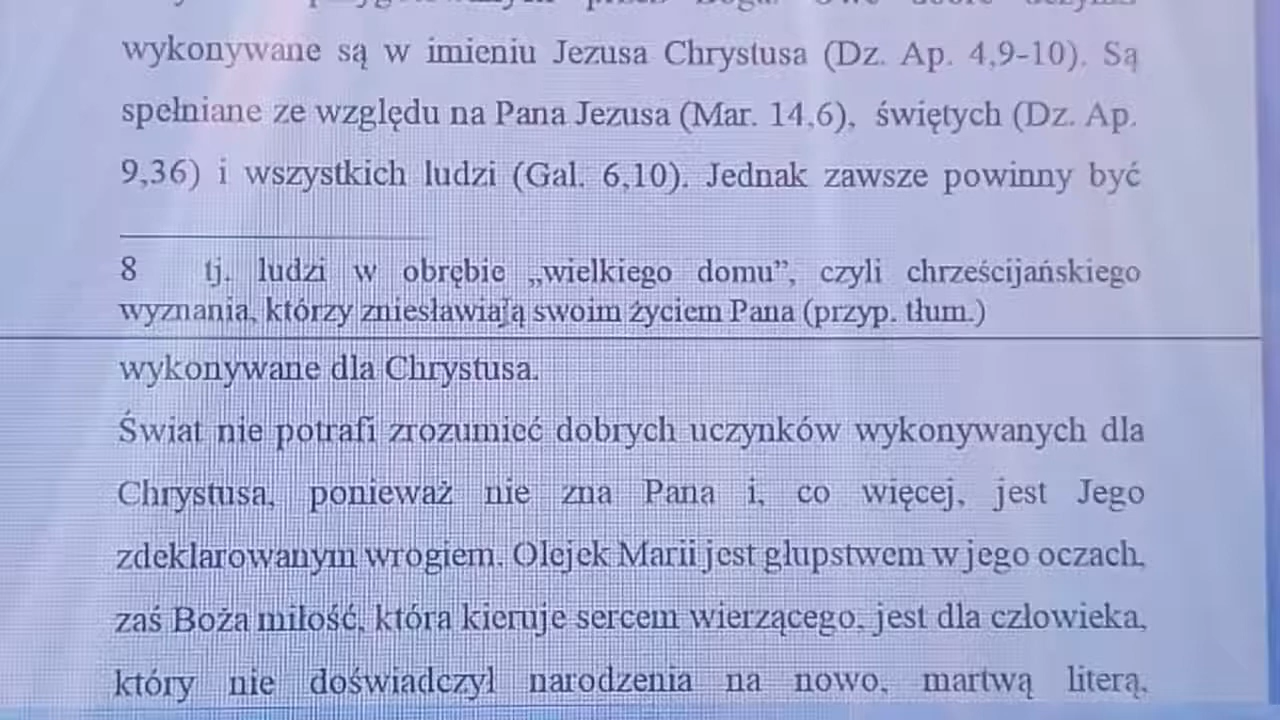 wykonywane są w imieniu Jezusa Chrystusa (Dz. Ap. 4,9-10). Są
spełniane ze względu na Pana Jezusa (Mar. 14,6), świętych (Dz. Ap.
9,36) i wszystkich ludzi (Gal. 6,10). Jednak zawsze powinny być
8 tj. ludzi w obrębie „wielkiego domu”, czyli chrześcijańskiego
wyznania, którzy zniesławiają swoim życiem Pana (przyp. tłum.)
wykonywane dla Chrystusa.
Świat nie potrafi zrozumieć dobrych uczynków wykonywanych dla
Chrystusa, ponieważ nie zna Pana i, co więcej, jest Jego
zdeklarowanym wrogiem. Olejek Marii jest głupstwem w jego oczach,
zaś Boża miłość, która kieruje sercem wierzącego, jest dla człowieka,
który nie doświadczył narodzenia na nowo, martwą literą,